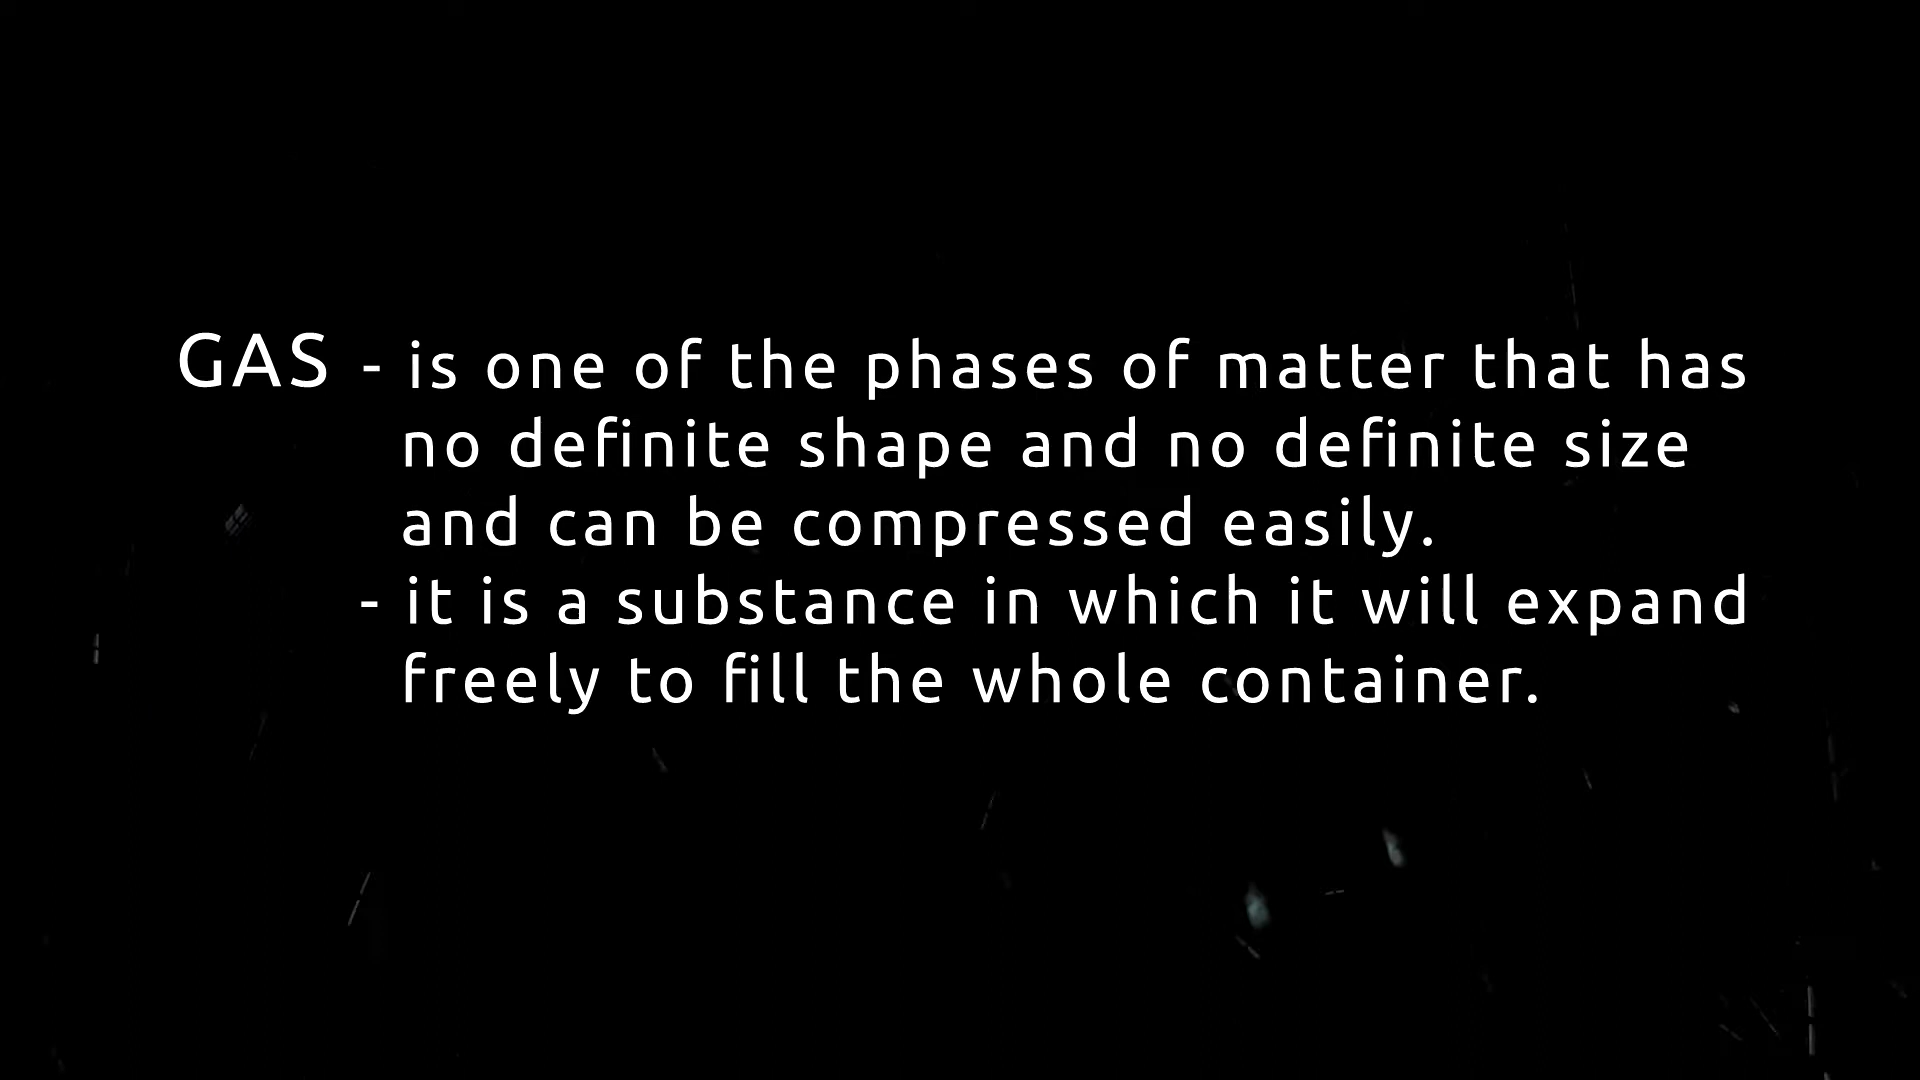 GAS - is one of the phases of matter that has
no definite shape and no definite size
and can be compressed easily.
- it is a substance in which it will expand
freely to fill the whole container.